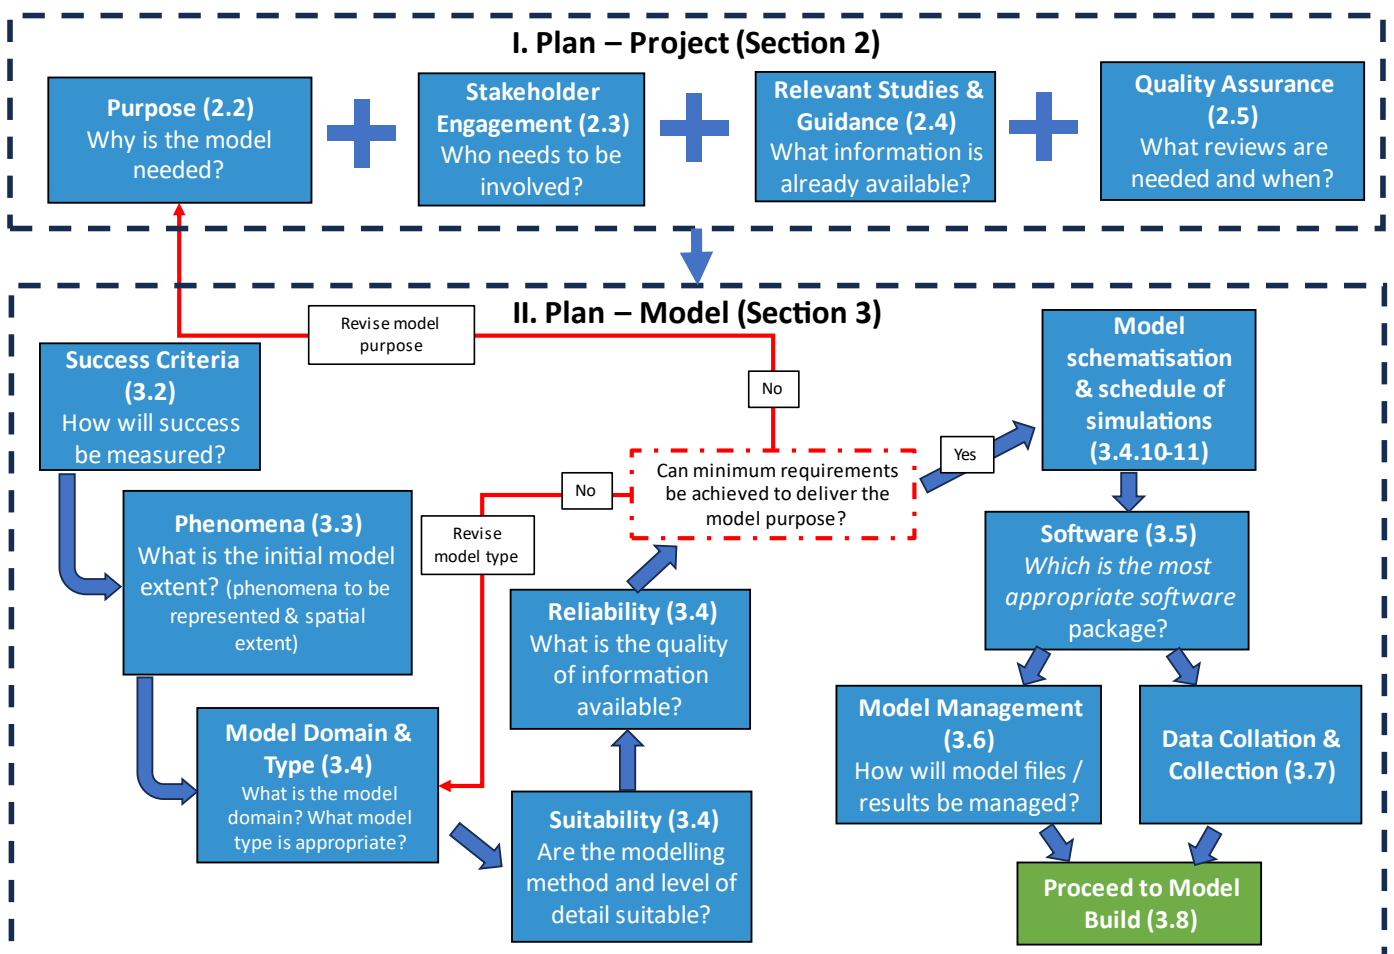 I. Plan – Project (Section 2)
Purpose (2.2)
Why is the model
needed?
Stakeholder
Engagement (2.3)
Who needs to be
involved?
Relevant Studies &
Guidance (2.4)
What information is
already available?
Quality Assurance
(2.5)
What reviews are
needed and when?
II. Plan – Model (Section 3)
Revise model
purpose
No
Success Criteria
(3.2)
How will success
be measured?
Phenomena (3.3)
What is the initial model
extent? (phenomena to be
represented & spatial
extent)
Model Domain &
Type (3.4)
What is the model
domain? What model
type is appropriate?
Suitability (3.4)
Are the modelling
method and level of
detail suitable?
Reliability (3.4)
What is the quality
of information
available?
Can minimum requirements
be achieved to deliver the
model purpose?
No
Revise
model type
Yes
Model
schematisation
& schedule of
simulations
(3.4.10-11)
Software (3.5)
Which is the most
appropriate software
package?
Model Management
(3.6)
How will model files /
results be managed?
Data Collation &
Collection (3.7)
Proceed to Model
Build (3.8)